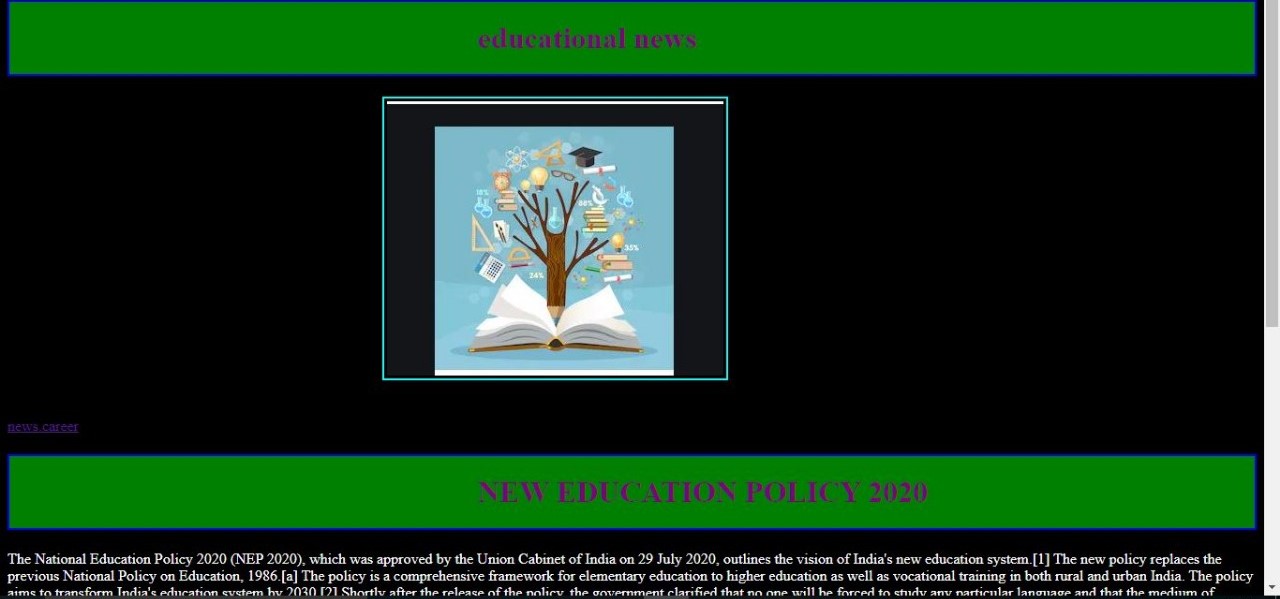 educational news
18%
68%
35%
24%
news.career
NEW EDUCATION POLICY 2020
The National Education Policy 2020 (NEP 2020), which was approved by the Union Cabinet of India on 29 July 2020, outlines the vision of India's new education system.[1] The new policy replaces the
previous National Policy on Education, 1986.[a] The policy is a comprehensive framework for elementary education to higher education as well as vocational training in both rural and urban India. The policy
aims to transform India's education system by 2030.[2] Shortly after the release of the policy, the government clarified that no one will be forced to study any particular language and that the medium of